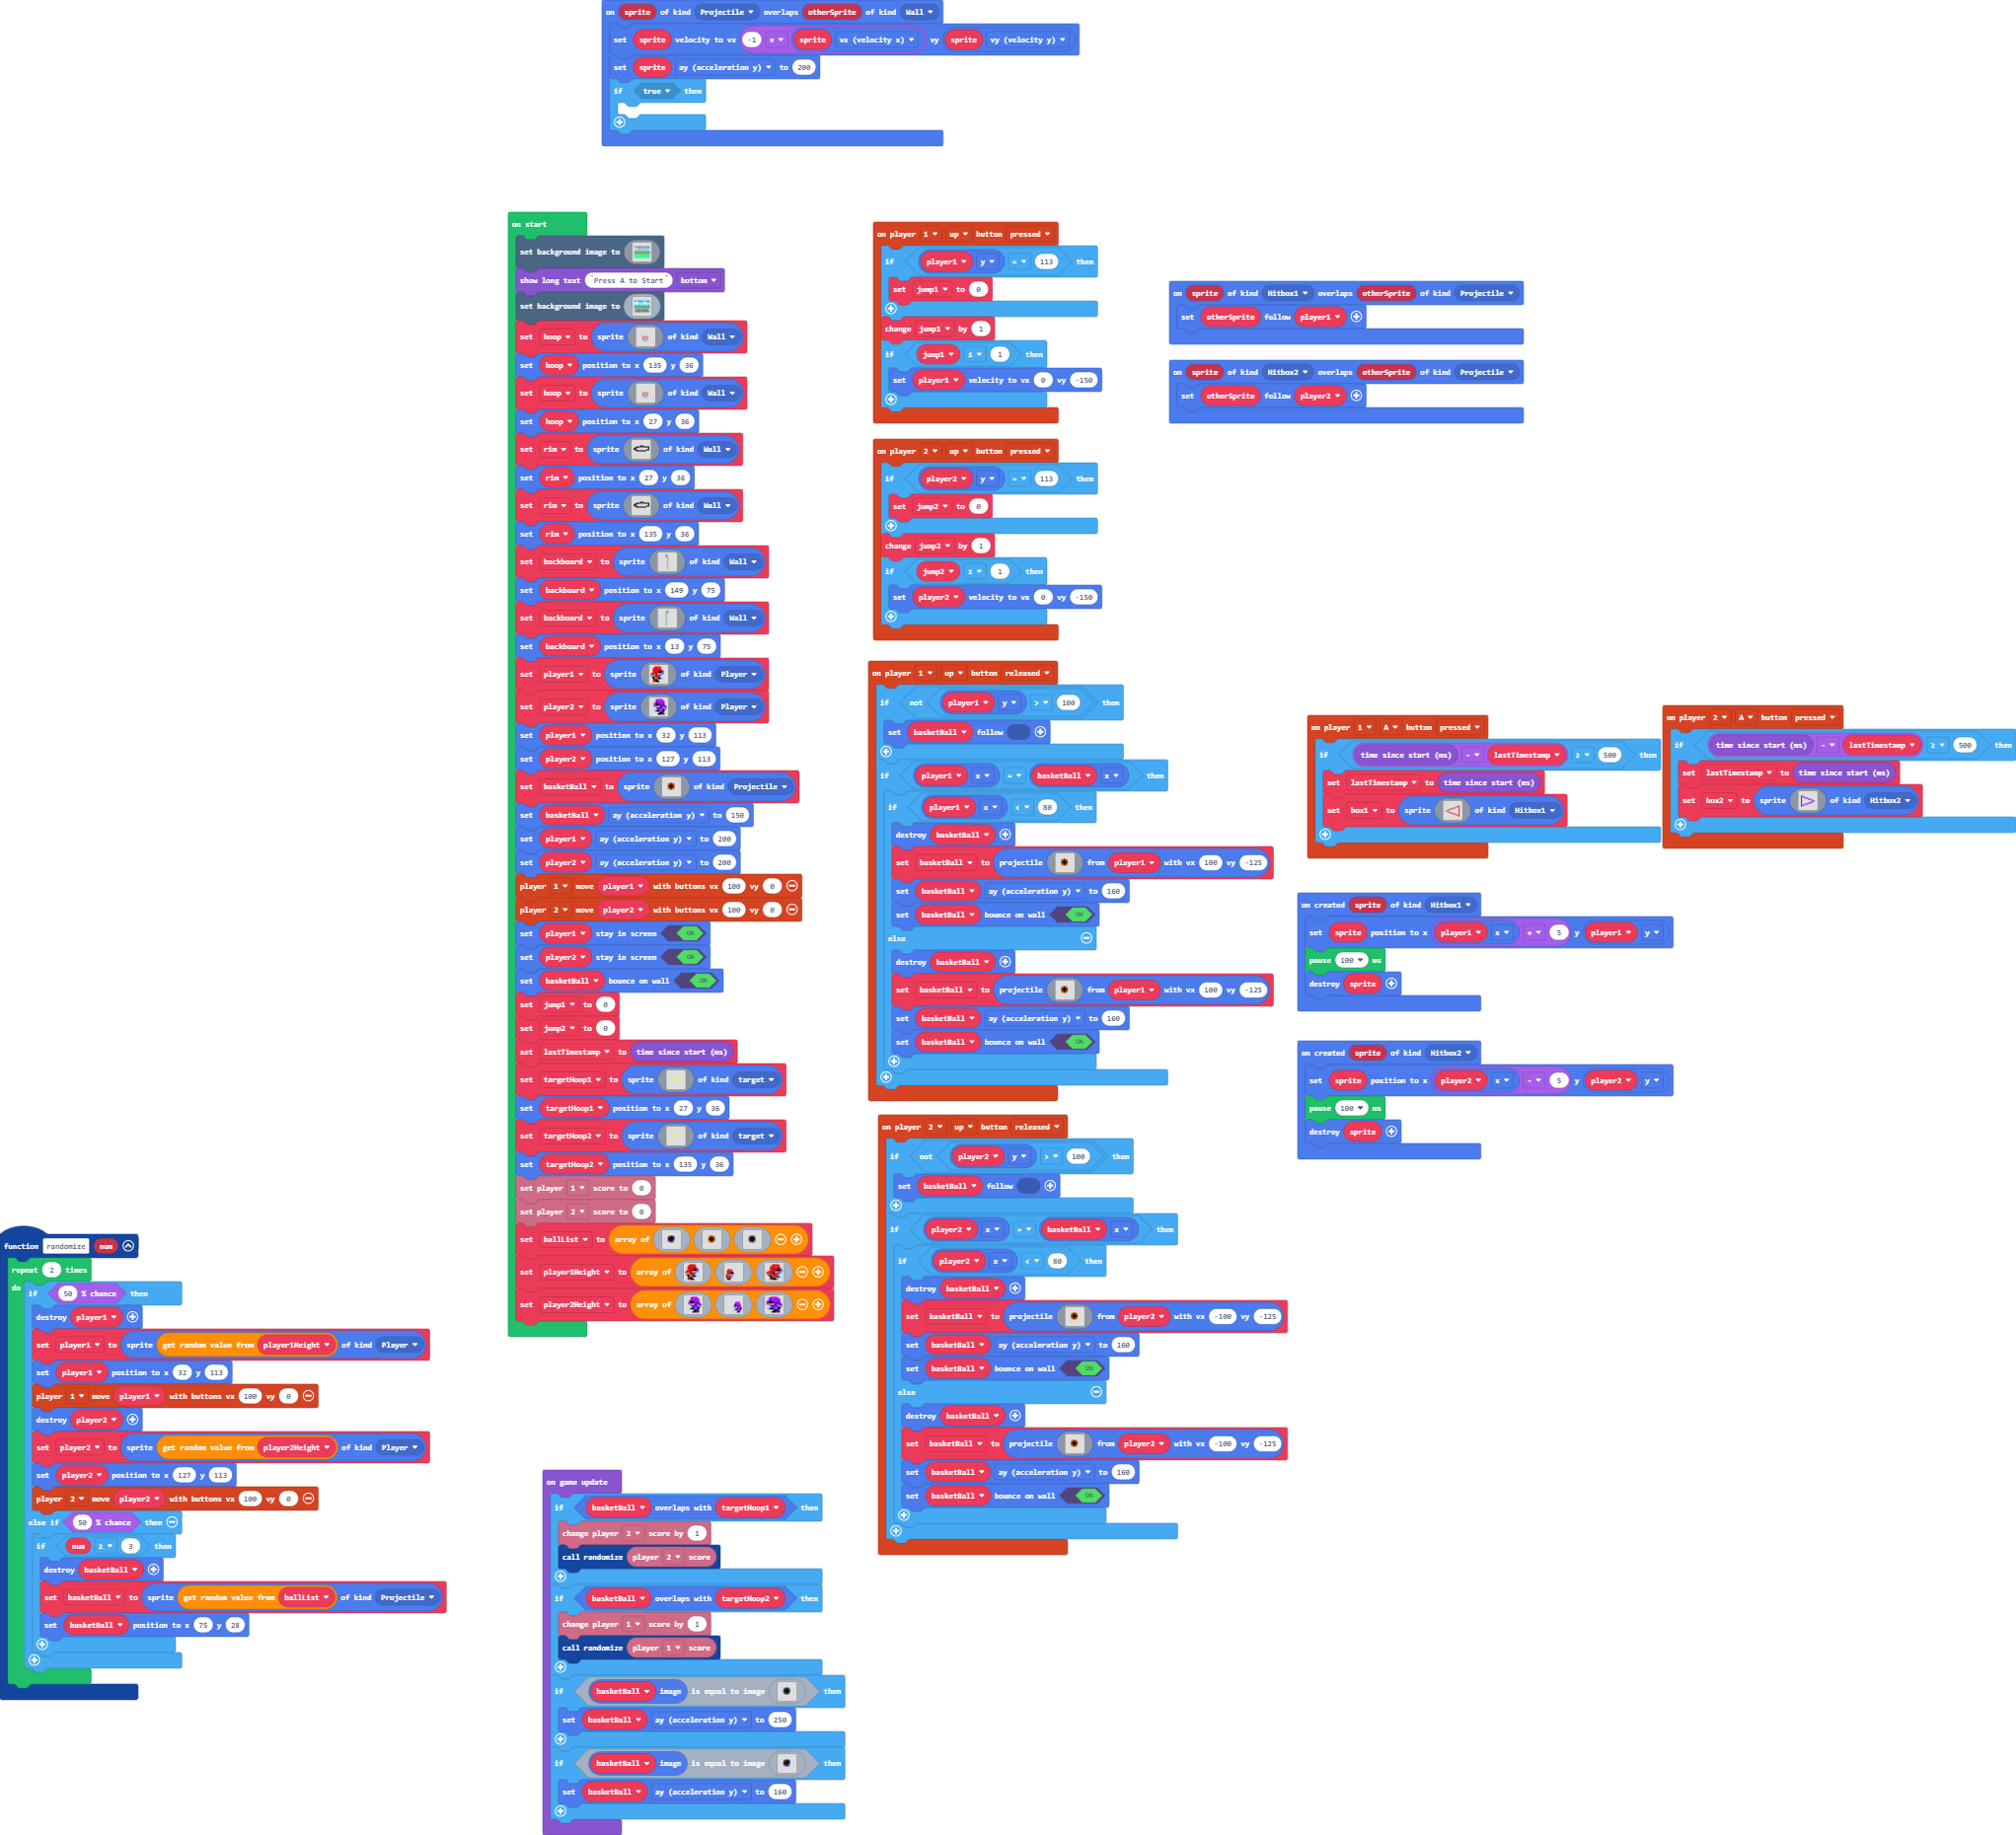 on sprite of kind Projectile overlaps otherSprite of kind Wall
set sprite velocity to vx -1 × sprite vx (velocity x) vy sprite vy (velocity y)
set sprite ay (acceleration y) to 200
if true then
on start
set background image to
show long text "Press A to Start" bottom
set background image to
set hoop to sprite of kind Wall
set hoop position to x 135 y 36
set hoop to sprite of kind Wall
set hoop position to x 27 y 36
set rim to sprite of kind Wall
set rim position to x 27 y 36
set rim to sprite of kind Wall
set rim position to x 135 y 36
set backboard to sprite of kind Wall
set backboard position to x 149 y 75
set backboard to sprite of kind Wall
set backboard position to x 13 y 75
set player1 to sprite of kind Player
set player2 to sprite of kind Player
set player1 position to x 32 y 113
set player2 position to x 127 y 113
set basketBall to sprite of kind Projectile
set basketBall ay (acceleration y) to 150
set player1 ay (acceleration y) to 200
set player2 ay (acceleration y) to 200
player 1 move player1 with buttons vx 100 vy 0
player 2 move player2 with buttons vx 100 vy 0
set player1 stay in screen ON
set player2 stay in screen ON
set basketBall bounce on wall ON
set jump1 to 0
set jump2 to 0
set lastTimestamp to time since start (ms)
set targetHoop1 to sprite of kind target
set targetHoop1 position to x 27 y 36
set targetHoop2 to sprite of kind target
set targetHoop2 position to x 135 y 36
set player 1 score to 0
set player 2 score to 0
set ballList to array of
set player1Height to array of
set player2Height to array of
on player 1 up button pressed
if player1 y = 113 then
set jump1 to 0
change jump1 by 1
if jump1 ≤ 1 then
set player1 velocity to vx 0 vy -150
on player 2 up button pressed
if player2 y = 113 then
set jump2 to 0
change jump2 by 1
if jump2 ≤ 1 then
set player2 velocity to vx 0 vy -150
on player 1 up button released
if not player1 y > 100 then
set basketBall follow
if player1 x = basketBall x then
if player1 x < 80 then
destroy basketBall
set basketBall to projectile from player1 with vx 100 vy -125
set basketBall ay (acceleration y) to 160
set basketBall bounce on wall ON
else
destroy basketBall
set basketBall to projectile from player1 with vx 100 vy -125
set basketBall ay (acceleration y) to 160
set basketBall bounce on wall ON
on player 2 up button released
if not player2 y > 100 then
set basketBall follow
if player2 x = basketBall x then
if player2 x < 80 then
destroy basketBall
set basketBall to projectile from player2 with vx -100 vy -125
set basketBall ay (acceleration y) to 160
set basketBall bounce on wall ON
else
destroy basketBall
set basketBall to projectile from player2 with vx -100 vy -125
set basketBall ay (acceleration y) to 160
set basketBall bounce on wall ON
on sprite of kind Hitbox1 overlaps otherSprite of kind Projectile
set otherSprite follow player1
on sprite of kind Hitbox2 overlaps otherSprite of kind Projectile
set otherSprite follow player2
on player 1 A button pressed
if time since start (ms) - lastTimestamp ≥ 500 then
set lastTimestamp to time since start (ms)
set box1 to sprite of kind Hitbox1
on player 2 A button pressed
if time since start (ms) - lastTimestamp ≥ 500 then
set lastTimestamp to time since start (ms)
set box2 to sprite of kind Hitbox2
on created sprite of kind Hitbox1
set sprite position to x player1 x + 5 y player1 y
pause 100 ms
destroy sprite
on created sprite of kind Hitbox2
set sprite position to x player2 x - 5 y player2 y
pause 100 ms
destroy sprite
function randomize num
repeat 2 times
do if 50 % chance then
destroy player1
set player1 to sprite get random value from player1Height of kind Player
set player1 position to x 32 y 113
player 1 move player1 with buttons vx 100 vy 0
destroy player2
set player2 to sprite get random value from player2Height of kind Player
set player2 position to x 127 y 113
player 2 move player2 with buttons vx 100 vy 0
else if 50 % chance then
if num ≥ 3 then
destroy basketBall
set basketBall to sprite get random value from ballList of kind Projectile
set basketBall position to x 75 y 28
on game update
if basketBall overlaps with targetHoop1 then
change player 2 score by 1
call randomize player 2 score
if basketBall overlaps with targetHoop2 then
change player 1 score by 1
call randomize player 1 score
if basketBall image is equal to image then
set basketBall ay (acceleration y) to 250
if basketBall image is equal to image then
set basketBall ay (acceleration y) to 160